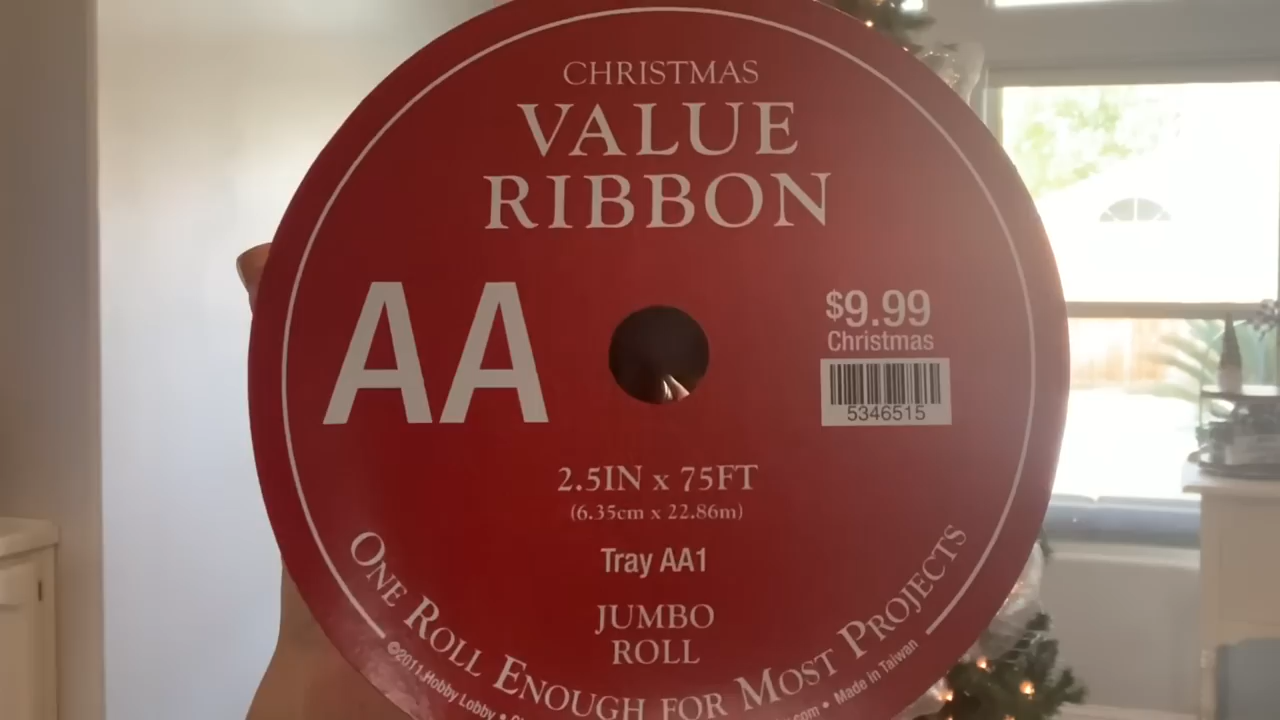 CHRISTMAS
VALUE
RIBBON
AA
$9.99
Christmas
5346515
2.5IN x 75FT
(6.35cm x 22.86m)
Tray AA1
JUMBO
ROLL
ONE ROLL ENOUGH FOR MOST PROJECTS
©2011 Hobby Lobby • .com • Made in Taiwan